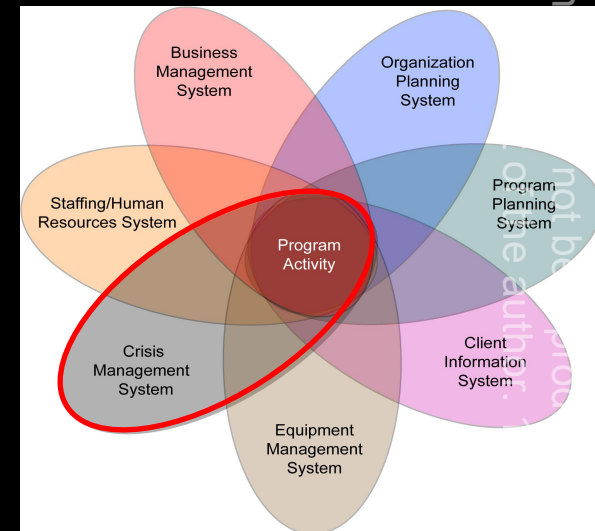 Business
Management
System
Organization
Planning
System
Staffing/Human
Resources System
Program
Planning
System
Program
Activity
Crisis
Management
System
Client
Information
System
Equipment
Management
System
not be
of the author.